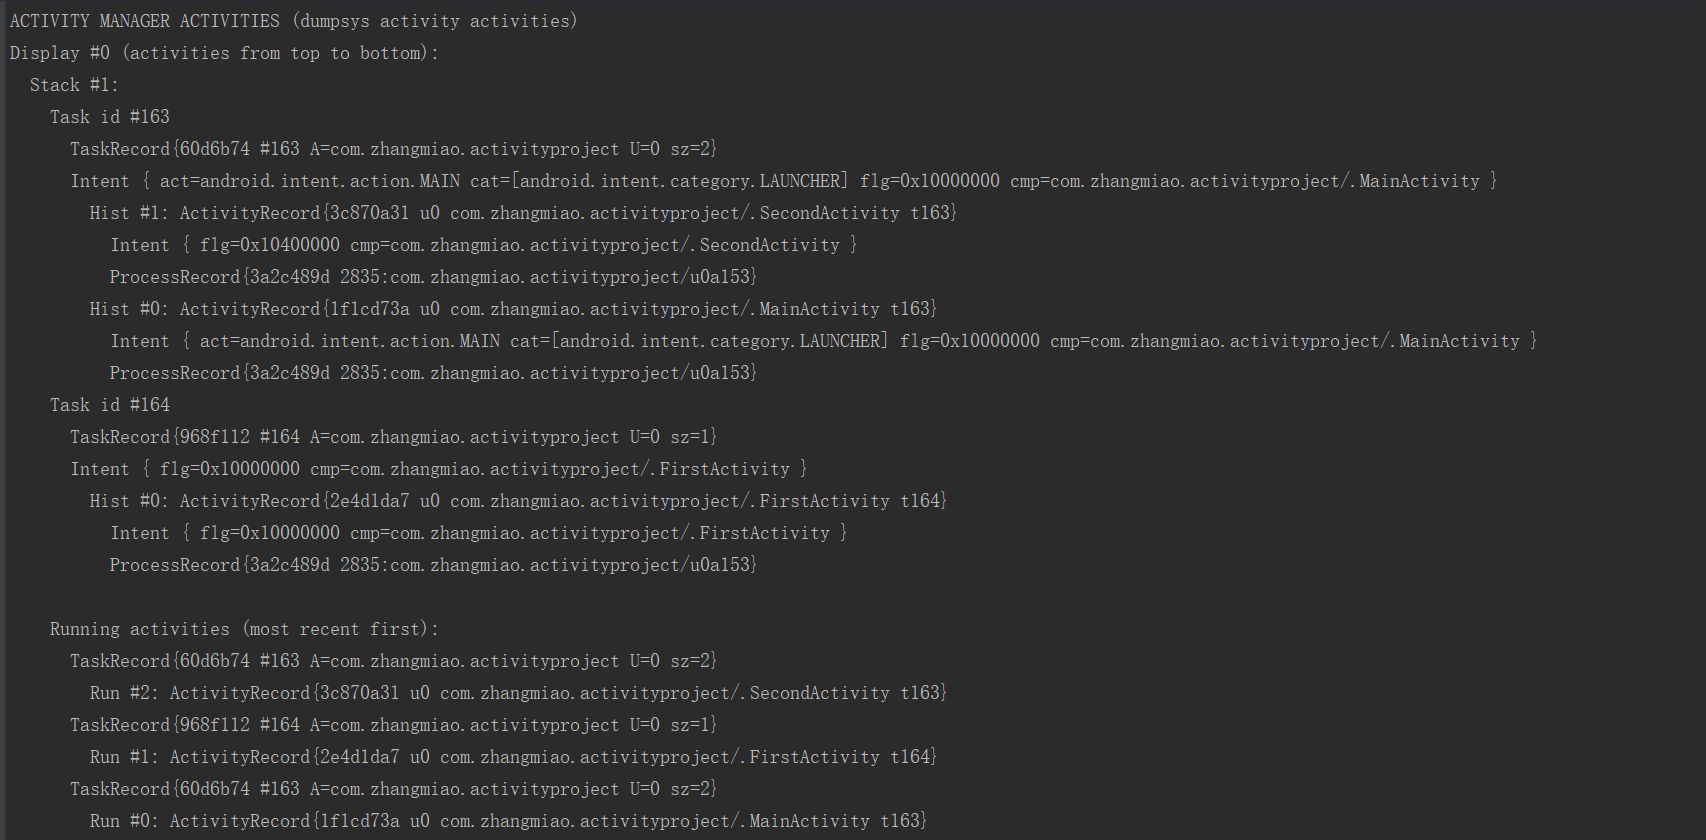 ACTIVITY MANAGER ACTIVITIES (dumpsys activity activities)
Display #0 (activities from top to bottom):
Stack #1:
Task id #163
TaskRecord{60d6b74 #163 A=com.zhangmiao.activityproject U=0 sz=2}
Intent { act=android.intent.action.MAIN cat=[android.intent.category.LAUNCHER] flg=0x10000000 cmp=com.zhangmiao.activityproject/.MainActivity }
Hist #1: ActivityRecord{3c870a31 u0 com.zhangmiao.activityproject/.SecondActivity t163}
Intent { flg=0x10400000 cmp=com.zhangmiao.activityproject/.SecondActivity }
ProcessRecord{3a2c489d 2835:com.zhangmiao.activityproject/u0a153}
Hist #0: ActivityRecord{1f1cd73a u0 com.zhangmiao.activityproject/.MainActivity t163}
Intent { act=android.intent.action.MAIN cat=[android.intent.category.LAUNCHER] flg=0x10000000 cmp=com.zhangmiao.activityproject/.MainActivity }
ProcessRecord{3a2c489d 2835:com.zhangmiao.activityproject/u0a153}
Task id #164
TaskRecord{968f112 #164 A=com.zhangmiao.activityproject U=0 sz=1}
Intent { flg=0x10000000 cmp=com.zhangmiao.activityproject/.FirstActivity }
Hist #0: ActivityRecord{2e4d1da7 u0 com.zhangmiao.activityproject/.FirstActivity t164}
Intent { flg=0x10000000 cmp=com.zhangmiao.activityproject/.FirstActivity }
ProcessRecord{3a2c489d 2835:com.zhangmiao.activityproject/u0a153}
Running activities (most recent first):
TaskRecord{60d6b74 #163 A=com.zhangmiao.activityproject U=0 sz=2}
Run #2: ActivityRecord{3c870a31 u0 com.zhangmiao.activityproject/.SecondActivity t163}
TaskRecord{968f112 #164 A=com.zhangmiao.activityproject U=0 sz=1}
Run #1: ActivityRecord{2e4d1da7 u0 com.zhangmiao.activityproject/.FirstActivity t164}
TaskRecord{60d6b74 #163 A=com.zhangmiao.activityproject U=0 sz=2}
Run #0: ActivityRecord{1f1cd73a u0 com.zhangmiao.activityproject/.MainActivity t163}